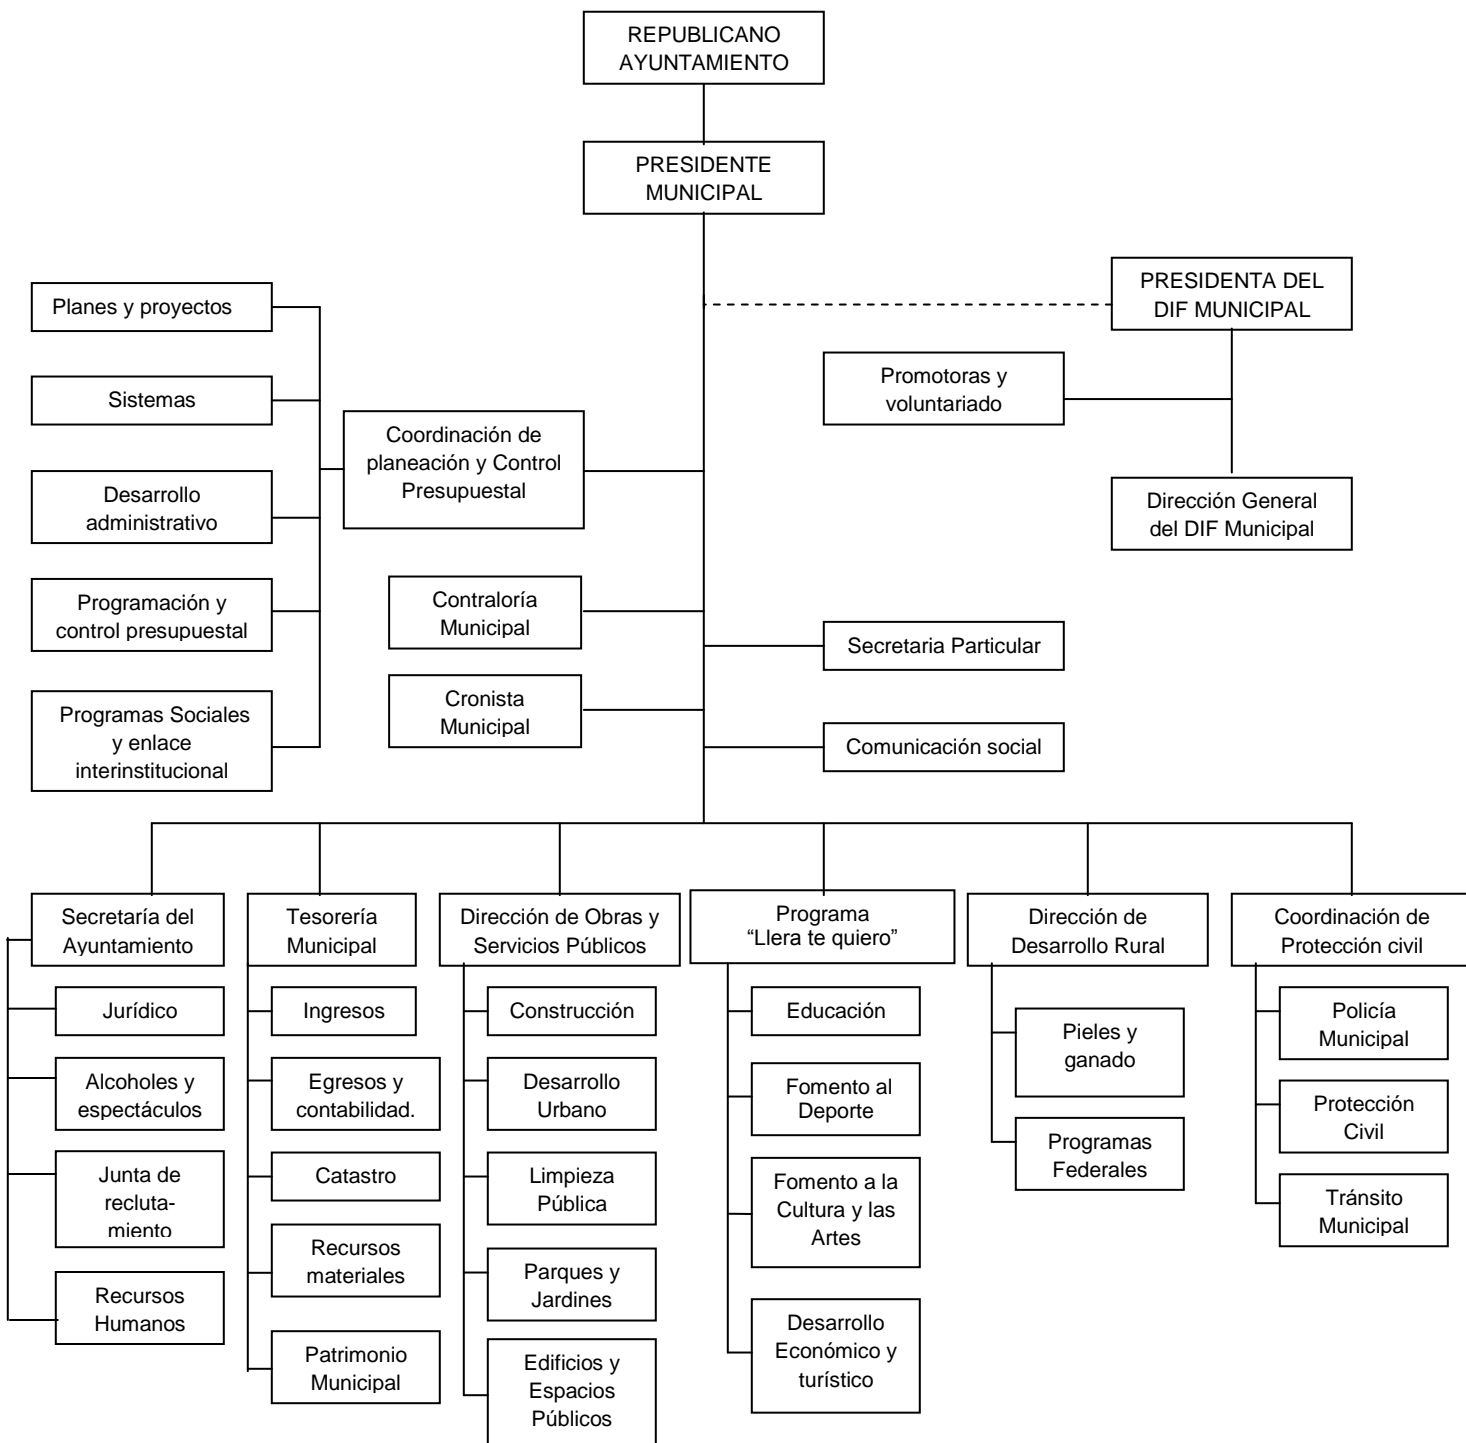 REPUBLICANO
AYUNTAMIENTO
PRESIDENTE
MUNICIPAL
PRESIDENTA DEL
DIF MUNICIPAL
Promotoras y
voluntariado
Dirección General
del DIF Municipal
Planes y proyectos
Sistemas
Desarrollo
administrativo
Programación y
control presupuestal
Programas Sociales
y enlace
interinstitucional
Coordinación de
planeación y Control
Presupuestal
Contraloría
Municipal
Cronista
Municipal
Secretaria Particular
Comunicación social
Secretaría del
Ayuntamiento
Jurídico
Alcoholes y
espectáculos
Junta de
recluta-
miento
Recursos
Humanos
Tesorería
Municipal
Ingresos
Egresos y
contabilidad.
Catastro
Recursos
materiales
Patrimonio
Municipal
Dirección de Obras y
Servicios Públicos
Construcción
Desarrollo
Urbano
Limpieza
Pública
Parques y
Jardines
Edificios y
Espacios
Públicos
Programa
“Llera te quiero”
Educación
Fomento al
Deporte
Fomento a la
Cultura y las
Artes
Desarrollo
Económico y
turístico
Dirección de
Desarrollo Rural
Pieles y
ganado
Programas
Federales
Coordinación de
Protección civil
Policía
Municipal
Protección
Civil
Tránsito
Municipal